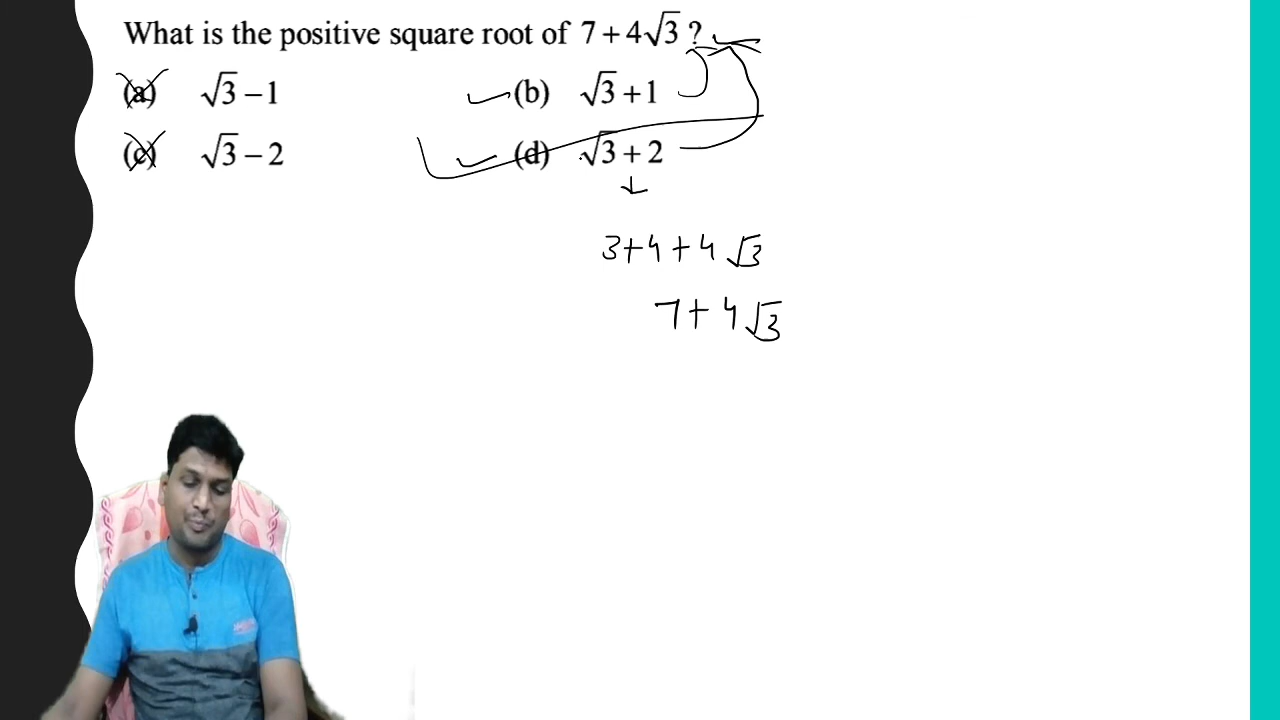 What is the positive square root of 7 + 4√3 ?
(a) √3 − 1 (b) √3 + 1
(c) √3 − 2 (d) √3 + 2
3+4+4√3
7+4√3